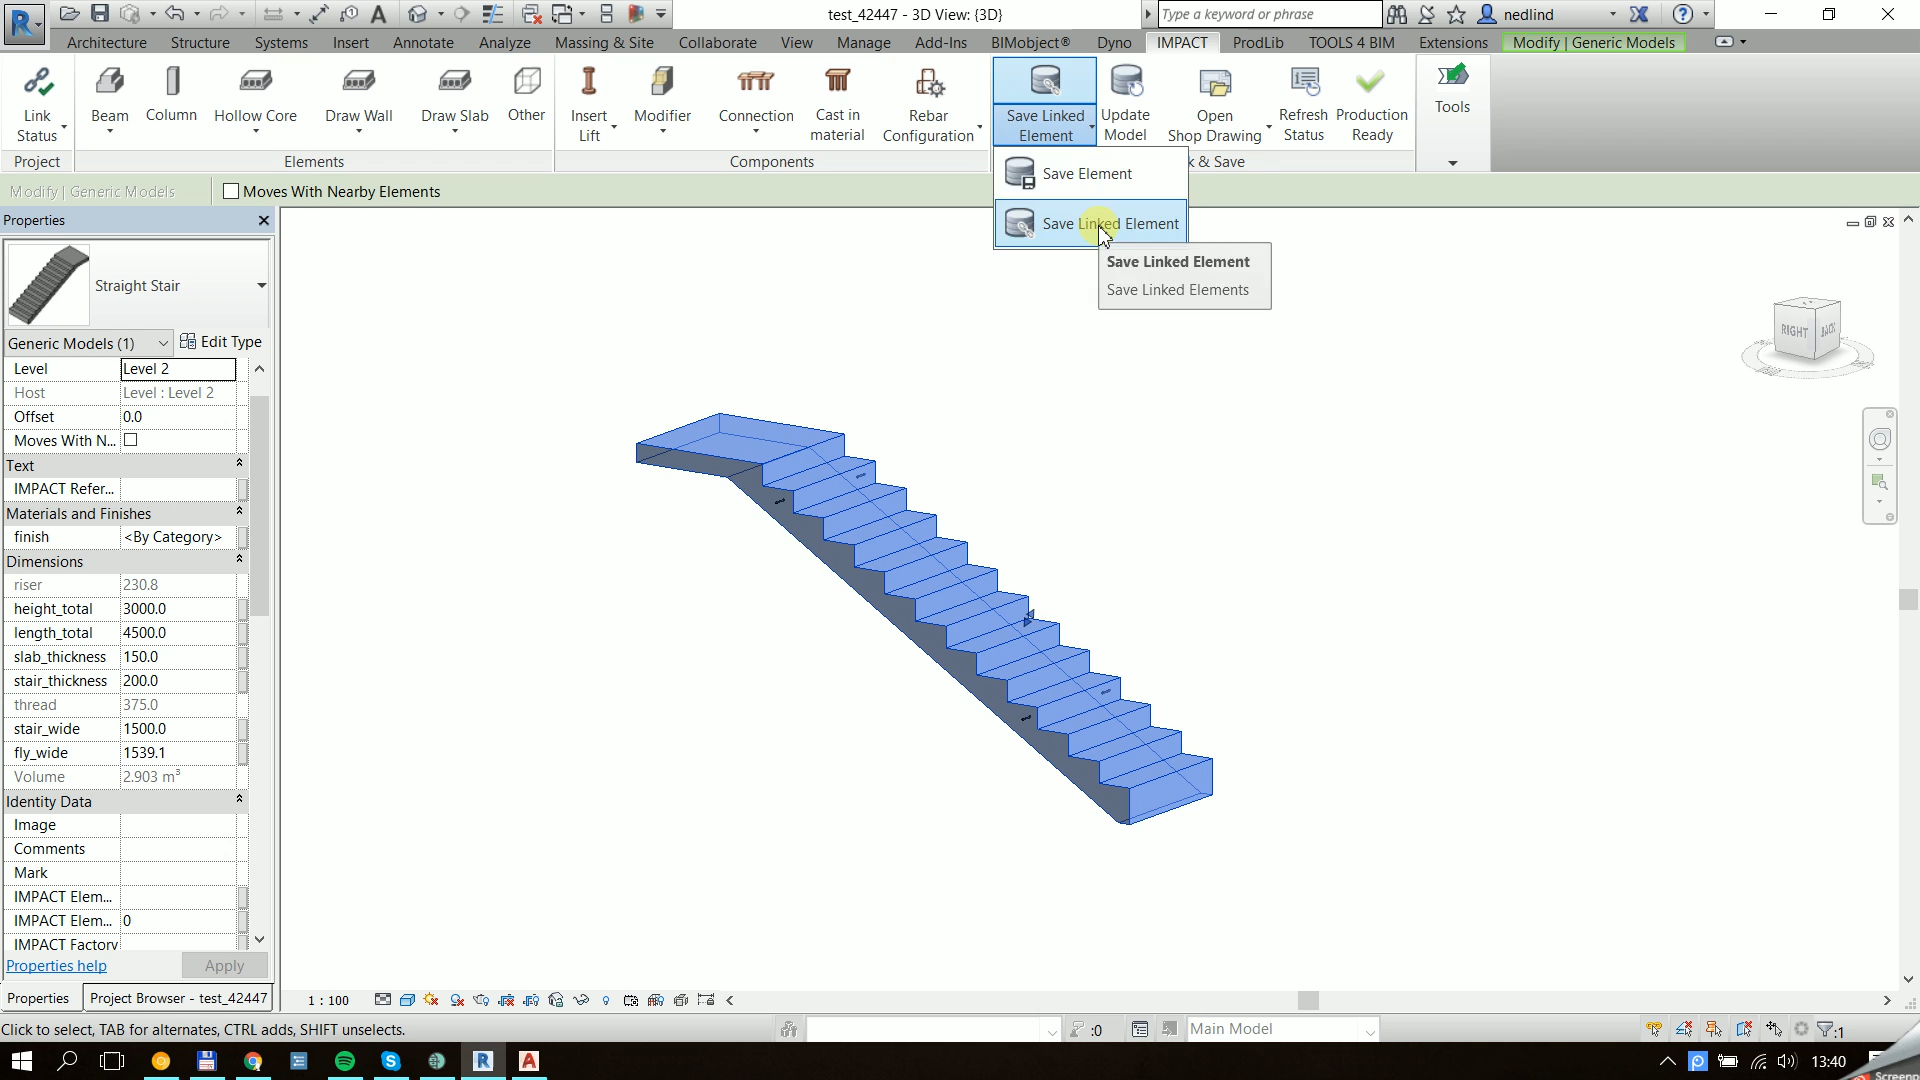 test_42447 - 3D View: {3D}
Type a keyword or phrase
nedlind
Architecture Structure Systems Insert Annotate Analyze Massing & Site Collaborate View Manage Add-Ins BIMobject® Dyno IMPACT ProdLib TOOLS 4 BIM Extensions Modify | Generic Models
Link Status
Beam
Column
Hollow Core
Draw Wall
Draw Slab
Other
Insert Lift
Modifier
Connection
Cast in material
Rebar Configuration
Save Linked Element
Update Model
Open Shop Drawing
Refresh Status
Production Ready
Tools
Project
Elements
Components
k & Save
Save Element
Save Linked Element
Save Linked Element
Save Linked Elements
Modify | Generic Models
Moves With Nearby Elements
Properties
Straight Stair
Generic Models (1)
Edit Type
Level Level 2
Host Level : Level 2
Offset 0.0
Moves With N...
Text
IMPACT Refer...
Materials and Finishes
finish <By Category>
Dimensions
riser 230.8
height_total 3000.0
length_total 4500.0
slab_thickness 150.0
stair_thickness 200.0
thread 375.0
stair_wide 1500.0
fly_wide 1539.1
Volume 2.903 m³
Identity Data
Image
Comments
Mark
IMPACT Elem...
IMPACT Elem... 0
IMPACT Factory
Properties help
Apply
Properties
Project Browser - test_42447
RIGHT
BACK
1 : 100
Click to select, TAB for alternates, CTRL adds, SHIFT unselects.
:0
Main Model
:1
13:40